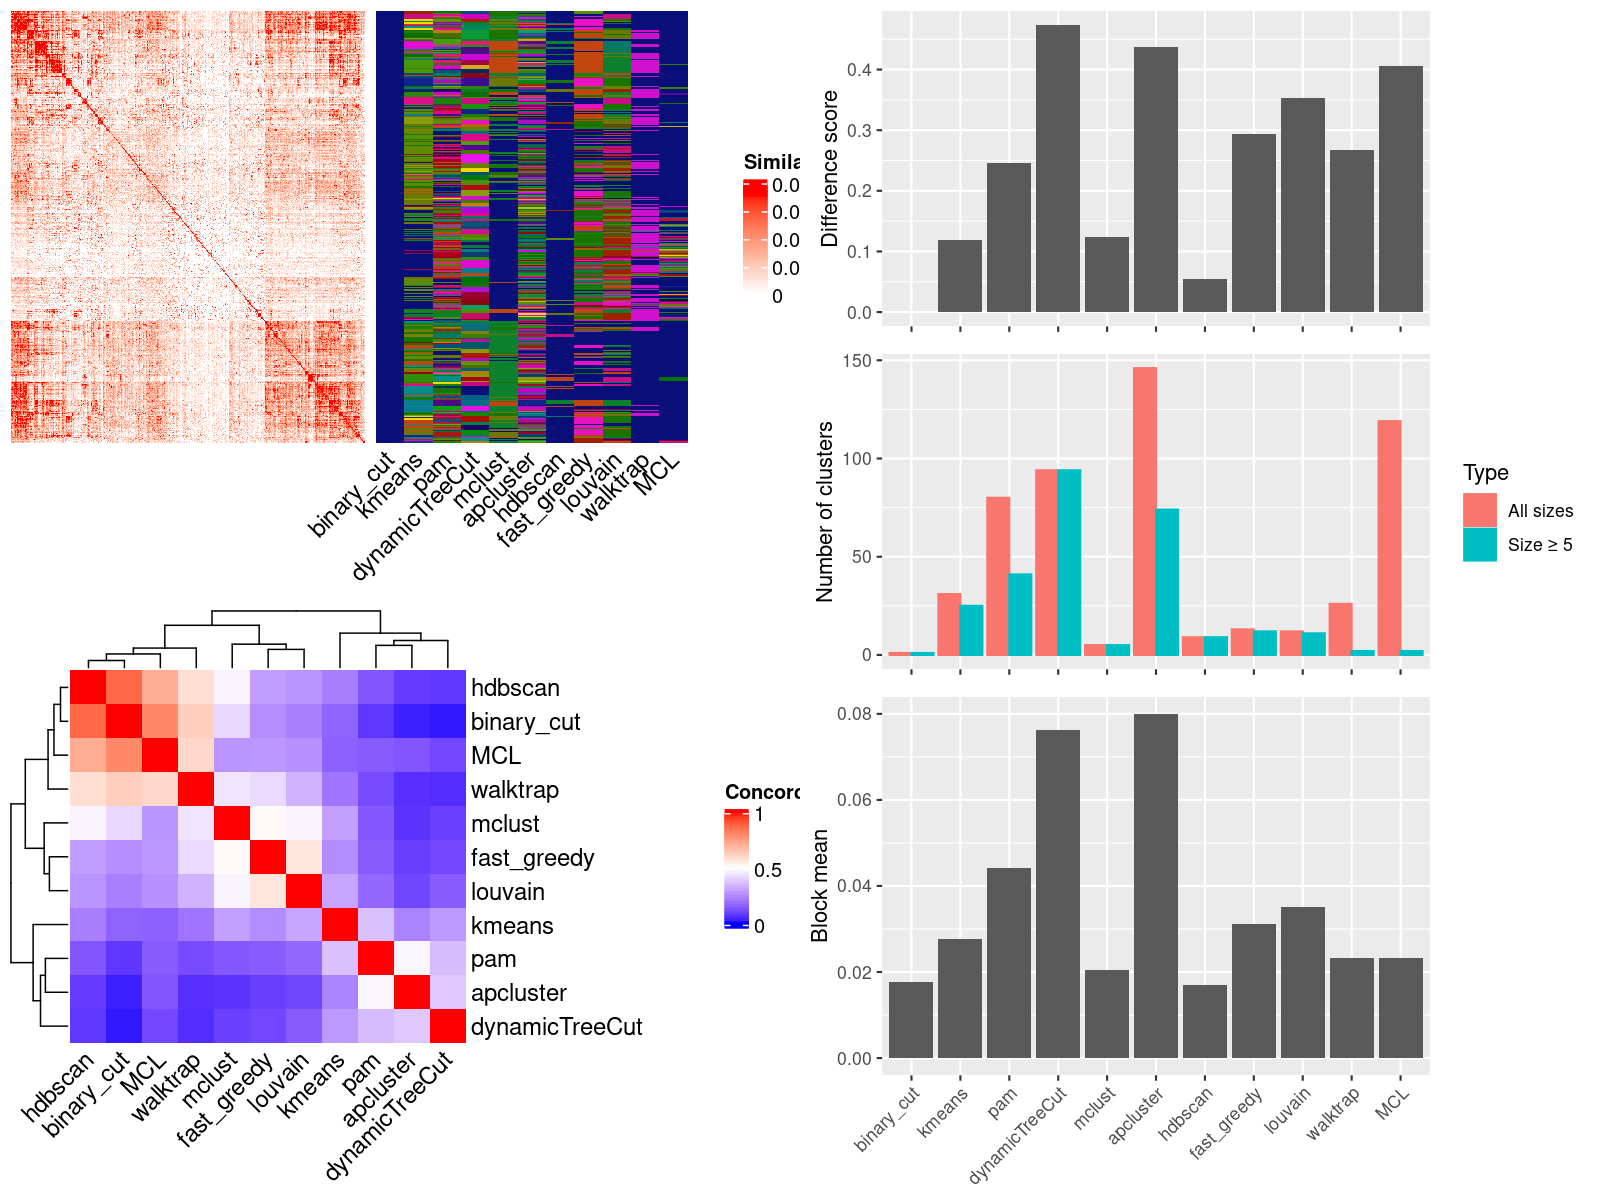 Simila
0.0
0.0
0.0
0.0
0
binary_cut
kmeans
pam
dynamicTreeCut
mclust
apcluster
hdbscan
fast_greedy
louvain
walktrap
MCL
hdbscan
binary_cut
MCL
walktrap
mclust
fast_greedy
louvain
kmeans
pam
apcluster
dynamicTreeCut
hdbscan
binary_cut
MCL
walktrap
mclust
fast_greedy
louvain
kmeans
pam
apcluster
dynamicTreeCut
Concord
1
0.5
0
Difference score
0.4
0.3
0.2
0.1
0.0
Number of clusters
150
100
50
0
Type
All sizes
Size ≥ 5
Block mean
0.08
0.06
0.04
0.02
0.00
binary_cut
kmeans
pam
dynamicTreeCut
mclust
apcluster
hdbscan
fast_greedy
louvain
walktrap
MCL